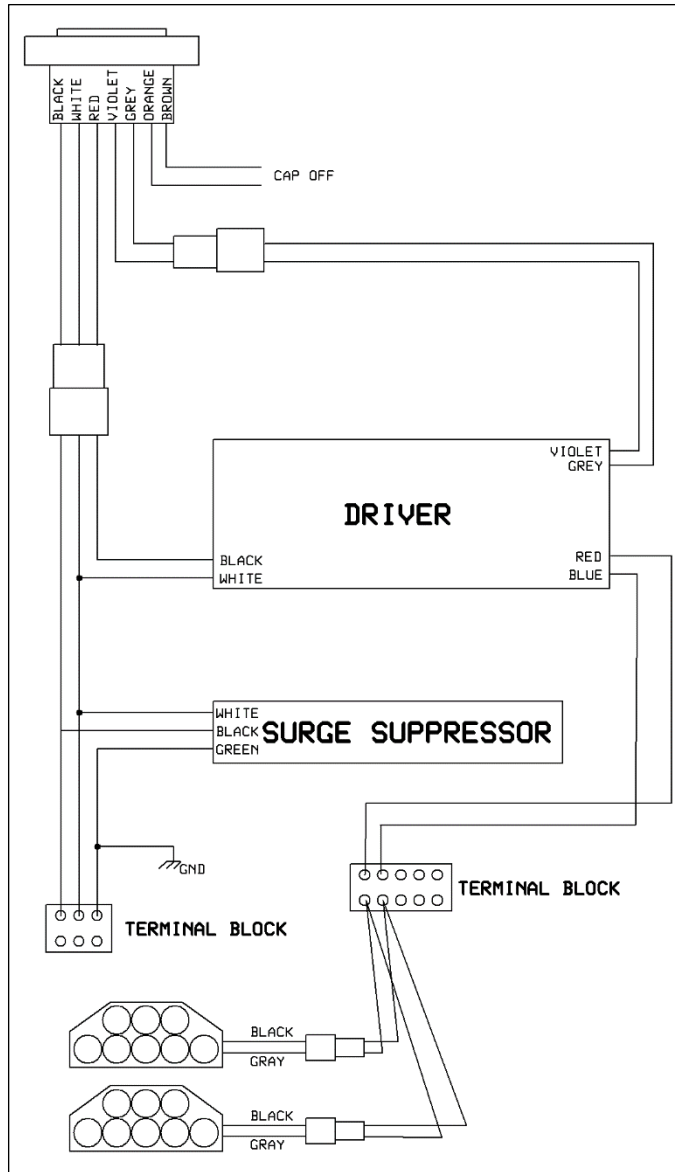 BLACK
WHITE
RED
VIOLET
GREY
ORANGE
BROWN
CAP OFF
VIOLET
GREY
DRIVER
BLACK
WHITE
RED
BLUE
WHITE
BLACK
GREEN
SURGE SUPPRESSOR
GND
TERMINAL BLOCK
TERMINAL BLOCK
BLACK
GRAY
BLACK
GRAY